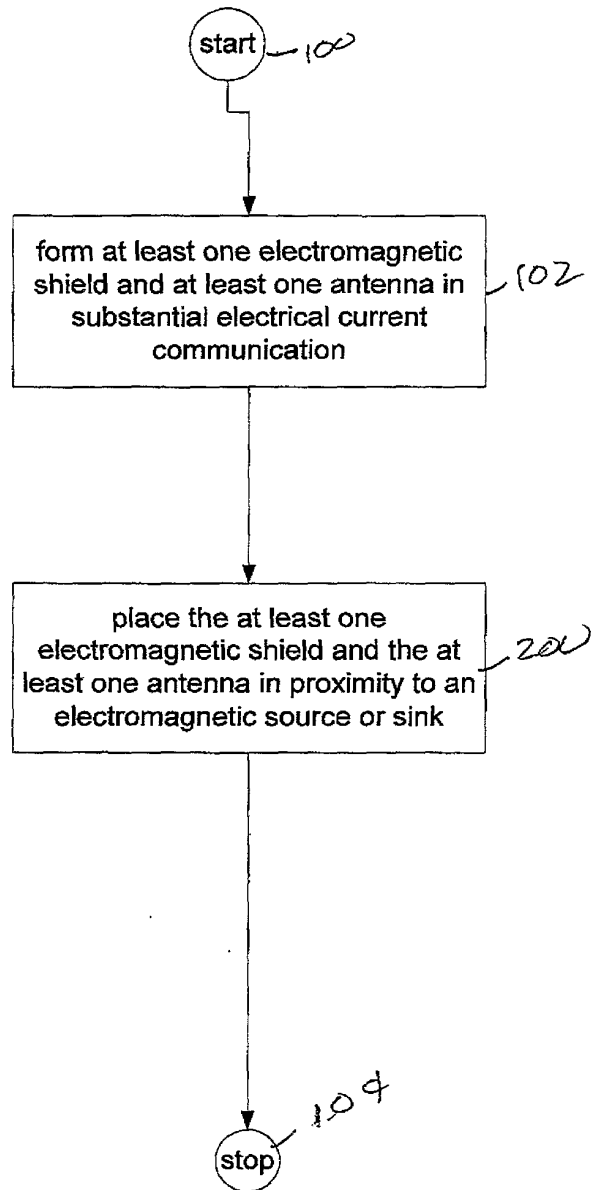 start
100
form at least one electromagnetic
shield and at least one antenna in
substantial electrical current
communication
102
place the at least one
electromagnetic shield and the at
least one antenna in proximity to an
electromagnetic source or sink
200
104
stop